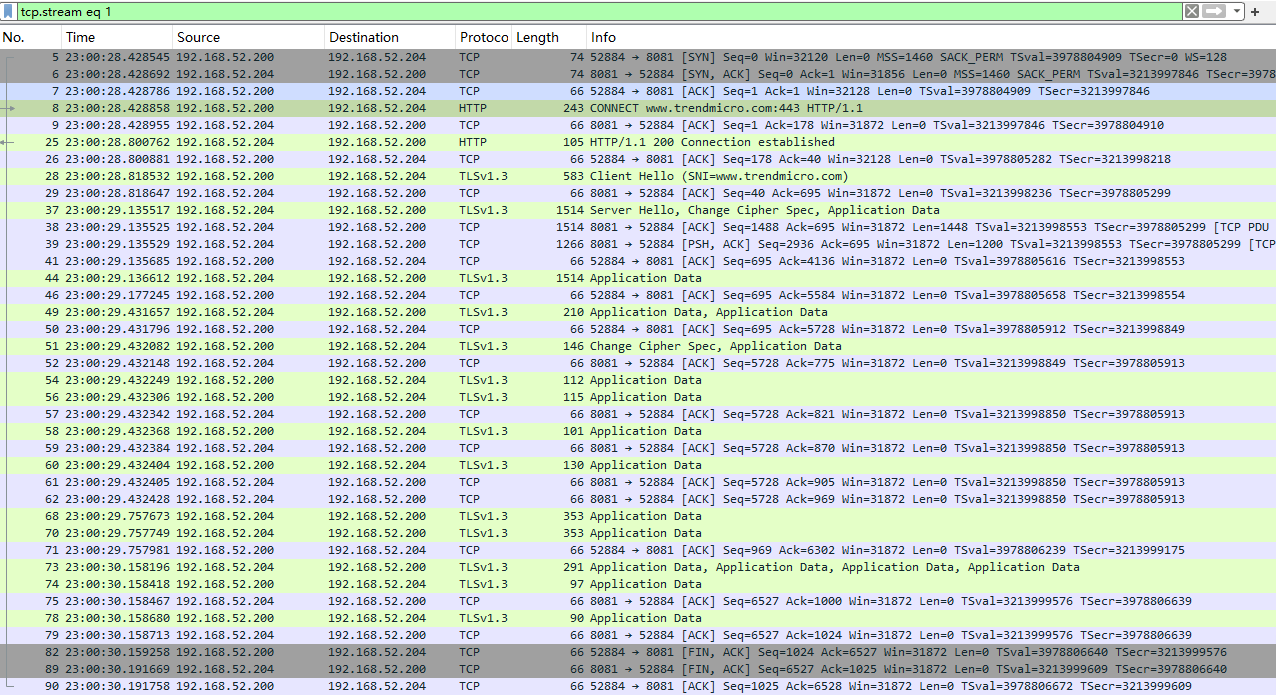 tcp.stream eq 1
No. Time Source Destination Protoco Length Info
5 23:00:28.428545 192.168.52.200 192.168.52.204 TCP 74 52884 → 8081 [SYN] Seq=0 Win=32120 Len=0 MSS=1460 SACK_PERM TSval=3978804909 TSecr=0 WS=128
6 23:00:28.428692 192.168.52.204 192.168.52.200 TCP 74 8081 → 52884 [SYN, ACK] Seq=0 Ack=1 Win=31856 Len=0 MSS=1460 SACK_PERM TSval=3213997846 TSecr=3978
7 23:00:28.428786 192.168.52.200 192.168.52.204 TCP 66 52884 → 8081 [ACK] Seq=1 Ack=1 Win=32128 Len=0 TSval=3978804909 TSecr=3213997846
8 23:00:28.428858 192.168.52.200 192.168.52.204 HTTP 243 CONNECT www.trendmicro.com:443 HTTP/1.1
9 23:00:28.428955 192.168.52.204 192.168.52.200 TCP 66 8081 → 52884 [ACK] Seq=1 Ack=178 Win=31872 Len=0 TSval=3213997846 TSecr=3978804910
25 23:00:28.800762 192.168.52.204 192.168.52.200 HTTP 105 HTTP/1.1 200 Connection established
26 23:00:28.800881 192.168.52.200 192.168.52.204 TCP 66 52884 → 8081 [ACK] Seq=178 Ack=40 Win=32128 Len=0 TSval=3978805282 TSecr=3213998218
28 23:00:28.818532 192.168.52.200 192.168.52.204 TLSv1.3 583 Client Hello (SNI=www.trendmicro.com)
29 23:00:28.818647 192.168.52.204 192.168.52.200 TCP 66 8081 → 52884 [ACK] Seq=40 Ack=695 Win=31872 Len=0 TSval=3213998236 TSecr=3978805299
37 23:00:29.135517 192.168.52.204 192.168.52.200 TLSv1.3 1514 Server Hello, Change Cipher Spec, Application Data
38 23:00:29.135525 192.168.52.204 192.168.52.200 TCP 1514 8081 → 52884 [ACK] Seq=1488 Ack=695 Win=31872 Len=1448 TSval=3213998553 TSecr=3978805299 [TCP PDU
39 23:00:29.135529 192.168.52.204 192.168.52.200 TCP 1266 8081 → 52884 [PSH, ACK] Seq=2936 Ack=695 Win=31872 Len=1200 TSval=3213998553 TSecr=3978805299 [TCP
41 23:00:29.135685 192.168.52.200 192.168.52.204 TCP 66 52884 → 8081 [ACK] Seq=695 Ack=4136 Win=31872 Len=0 TSval=3978805616 TSecr=3213998553
44 23:00:29.136612 192.168.52.204 192.168.52.200 TLSv1.3 1514 Application Data
46 23:00:29.177245 192.168.52.200 192.168.52.204 TCP 66 52884 → 8081 [ACK] Seq=695 Ack=5584 Win=31872 Len=0 TSval=3978805658 TSecr=3213998554
49 23:00:29.431657 192.168.52.204 192.168.52.200 TLSv1.3 210 Application Data, Application Data
50 23:00:29.431796 192.168.52.200 192.168.52.204 TCP 66 52884 → 8081 [ACK] Seq=695 Ack=5728 Win=31872 Len=0 TSval=3978805912 TSecr=3213998849
51 23:00:29.432082 192.168.52.200 192.168.52.204 TLSv1.3 146 Change Cipher Spec, Application Data
52 23:00:29.432148 192.168.52.204 192.168.52.200 TCP 66 8081 → 52884 [ACK] Seq=5728 Ack=775 Win=31872 Len=0 TSval=3213998849 TSecr=3978805913
54 23:00:29.432249 192.168.52.200 192.168.52.204 TLSv1.3 112 Application Data
56 23:00:29.432306 192.168.52.200 192.168.52.204 TLSv1.3 115 Application Data
57 23:00:29.432342 192.168.52.204 192.168.52.200 TCP 66 8081 → 52884 [ACK] Seq=5728 Ack=821 Win=31872 Len=0 TSval=3213998850 TSecr=3978805913
58 23:00:29.432368 192.168.52.200 192.168.52.204 TLSv1.3 101 Application Data
59 23:00:29.432384 192.168.52.204 192.168.52.200 TCP 66 8081 → 52884 [ACK] Seq=5728 Ack=870 Win=31872 Len=0 TSval=3213998850 TSecr=3978805913
60 23:00:29.432404 192.168.52.200 192.168.52.204 TLSv1.3 130 Application Data
61 23:00:29.432405 192.168.52.204 192.168.52.200 TCP 66 8081 → 52884 [ACK] Seq=5728 Ack=905 Win=31872 Len=0 TSval=3213998850 TSecr=3978805913
62 23:00:29.432428 192.168.52.204 192.168.52.200 TCP 66 8081 → 52884 [ACK] Seq=5728 Ack=969 Win=31872 Len=0 TSval=3213998850 TSecr=3978805913
68 23:00:29.757673 192.168.52.204 192.168.52.200 TLSv1.3 353 Application Data
70 23:00:29.757749 192.168.52.204 192.168.52.200 TLSv1.3 353 Application Data
71 23:00:29.757981 192.168.52.200 192.168.52.204 TCP 66 52884 → 8081 [ACK] Seq=969 Ack=6302 Win=31872 Len=0 TSval=3978806239 TSecr=3213999175
73 23:00:30.158196 192.168.52.204 192.168.52.200 TLSv1.3 291 Application Data, Application Data, Application Data, Application Data
74 23:00:30.158418 192.168.52.200 192.168.52.204 TLSv1.3 97 Application Data
75 23:00:30.158467 192.168.52.204 192.168.52.200 TCP 66 8081 → 52884 [ACK] Seq=6527 Ack=1000 Win=31872 Len=0 TSval=3213999576 TSecr=3978806639
78 23:00:30.158680 192.168.52.200 192.168.52.204 TLSv1.3 90 Application Data
79 23:00:30.158713 192.168.52.204 192.168.52.200 TCP 66 8081 → 52884 [ACK] Seq=6527 Ack=1024 Win=31872 Len=0 TSval=3213999576 TSecr=3978806639
82 23:00:30.159258 192.168.52.200 192.168.52.204 TCP 66 52884 → 8081 [FIN, ACK] Seq=1024 Ack=6527 Win=31872 Len=0 TSval=3978806640 TSecr=3213999576
89 23:00:30.191669 192.168.52.204 192.168.52.200 TCP 66 8081 → 52884 [FIN, ACK] Seq=6527 Ack=1025 Win=31872 Len=0 TSval=3213999609 TSecr=3978806640
90 23:00:30.191758 192.168.52.200 192.168.52.204 TCP 66 52884 → 8081 [ACK] Seq=1025 Ack=6528 Win=31872 Len=0 TSval=3978806672 TSecr=3213999609